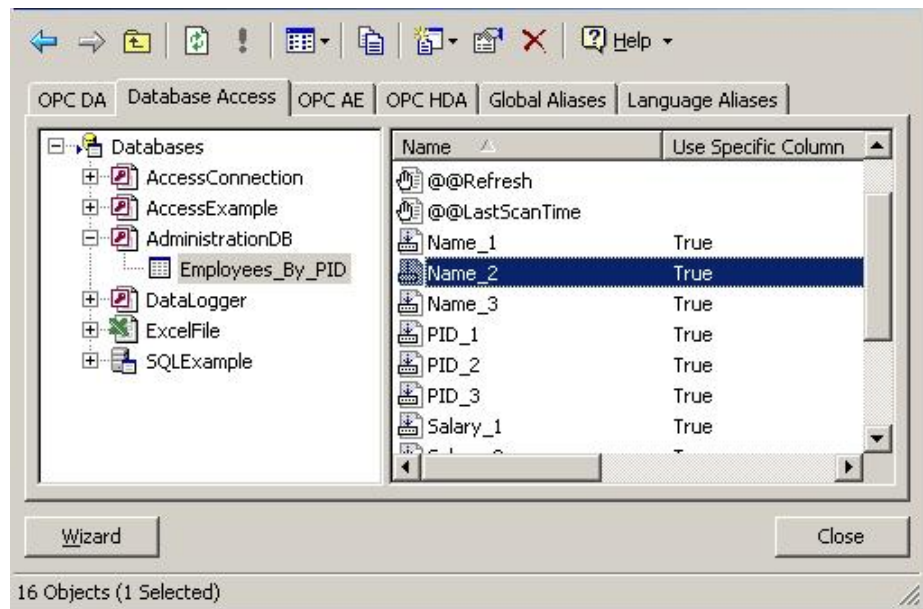 Help
OPC DA Database Access OPC AE OPC HDA Global Aliases Language Aliases
Databases
AccessConnection
AccessExample
AdministrationDB
Employees_By_PID
DataLogger
ExcelFile
SQLExample
Name Use Specific Column
@@Refresh
@@LastScanTime
Name_1 True
Name_2 True
Name_3 True
PID_1 True
PID_2 True
PID_3 True
Salary_1 True
Wizard Close
16 Objects (1 Selected)